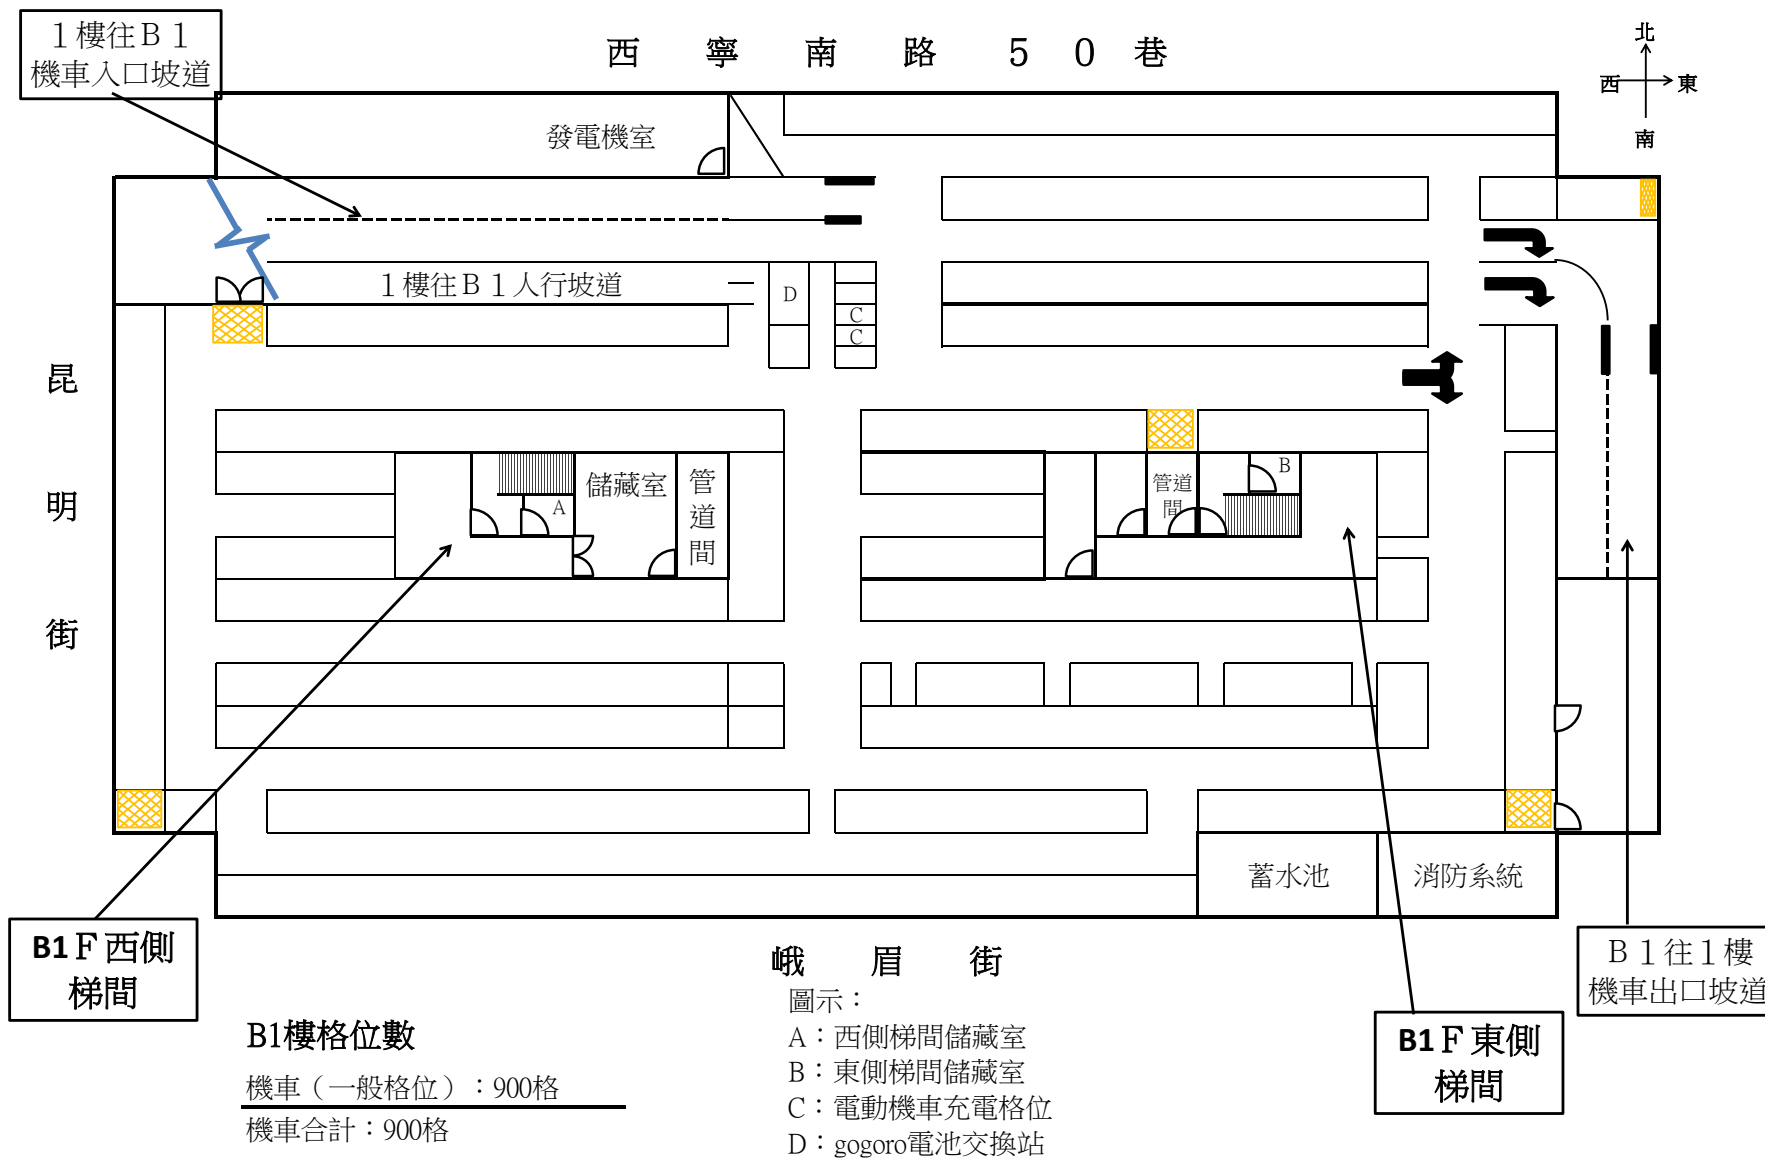 1樓往B1
機車入口坡道
西寧南路50巷
北
西 東
南
發電機室
1樓往B1人行坡道
D
C
C
昆明街
儲藏室
管道間
A
管道間
B
B1F西側
梯間
蓄水池
消防系統
峨眉街
B1往1樓
機車出口坡道
B1F東側
梯間
B1樓格位數
機車（一般格位）：900格
機車合計：900格
圖示：
A：西側梯間儲藏室
B：東側梯間儲藏室
C：電動機車充電格位
D：gogoro電池交換站